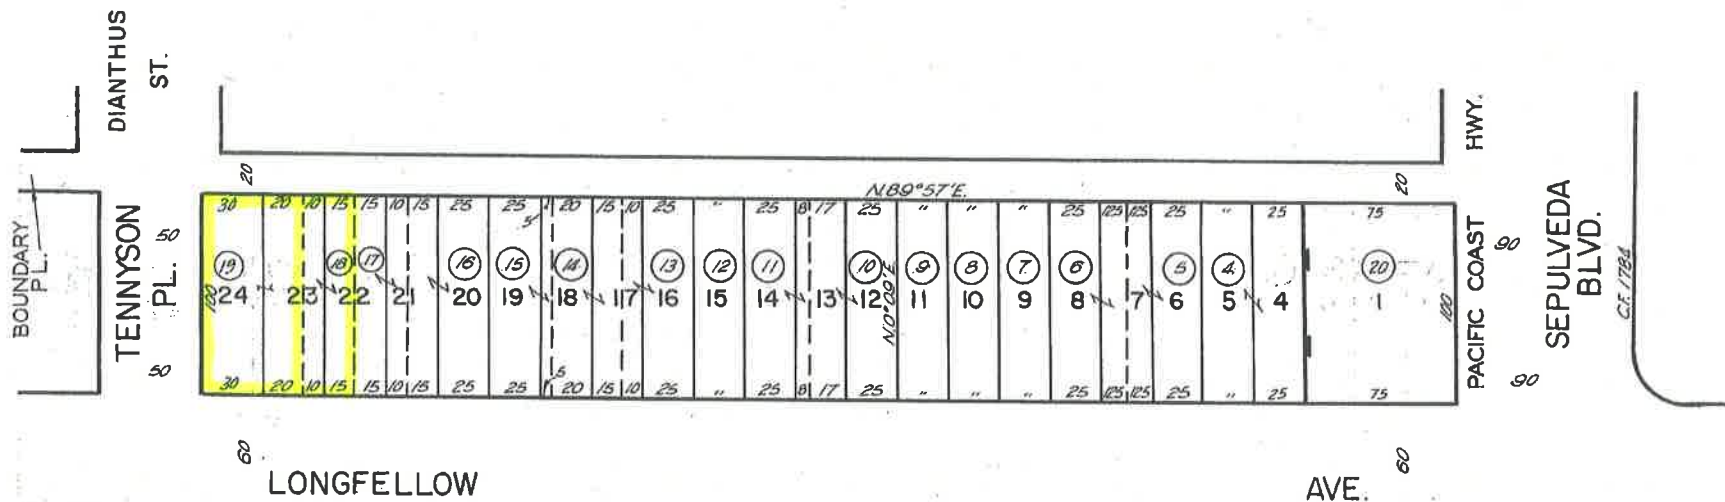 DIANTHUS
ST.
HWY.
20
20
N.89°57'E.
BOUNDARY
PL.
TENNYSON
PL.
50
50
30 20 10 15 15 10 15 25 25 5 20 15 10 25 " 25 8 17 25 " " " 25 12.5 12.5 25 " 25 75
19 18 17 16 15 14 13 12 11 10 9 8 7 6 5 4 20
24 23 22 21 20 19 18 17 16 15 14 13 12 11 10 9 8 7 6 5 4 1
100
N.0°09'E.
100
30 20 10 15 15 10 15 25 25 5 20 15 10 25 " 25 8 17 25 " " " 25 12.5 12.5 25 " 25 75
PACIFIC COAST
90
90
SEPULVEDA
BLVD.
C.F. 1784
60
60
LONGFELLOW
AVE.